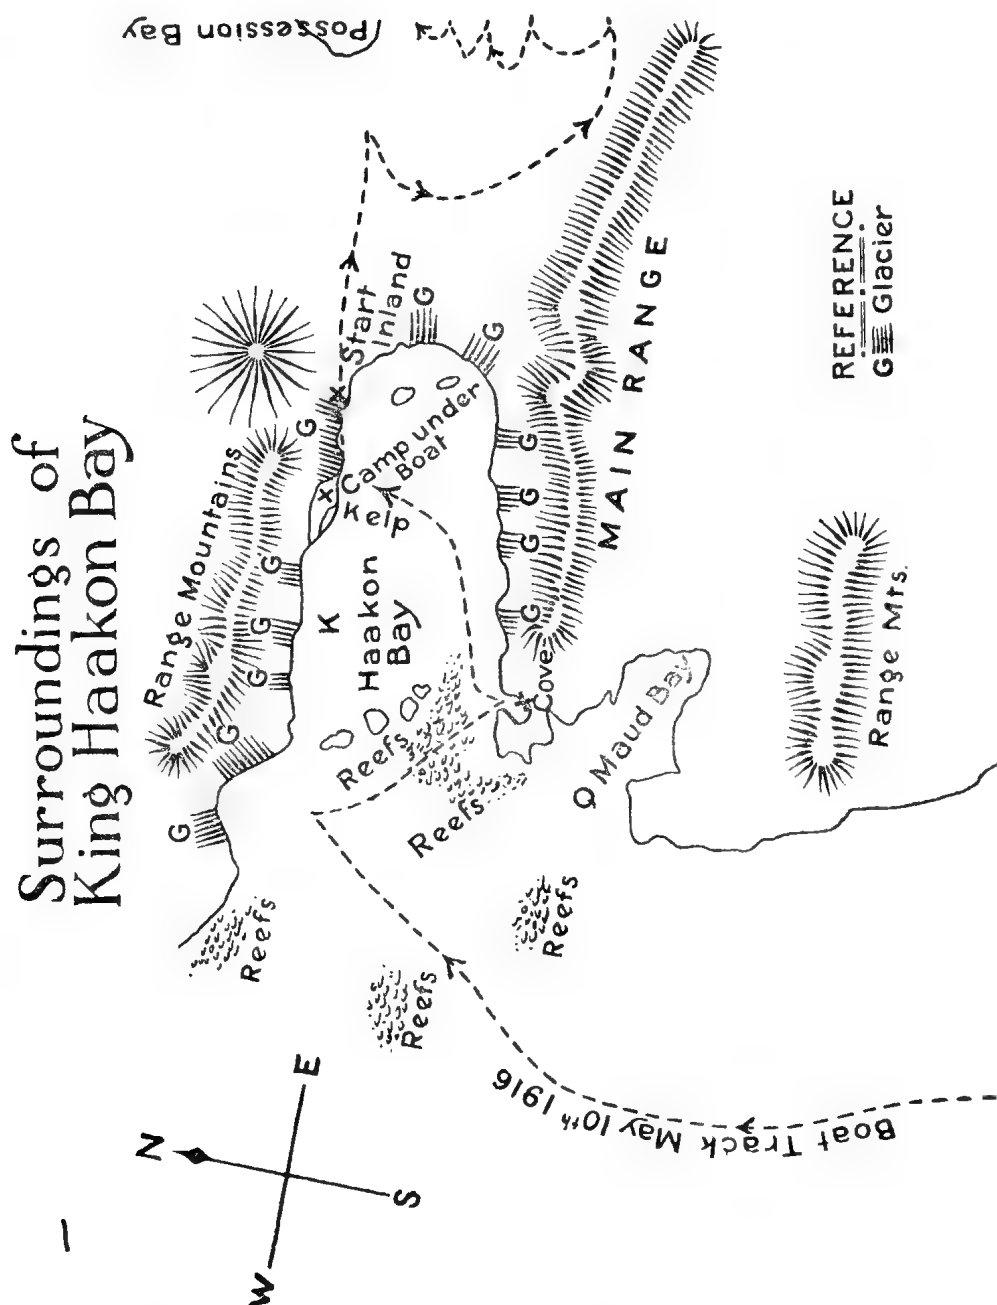 Surroundings of
King Haakon Bay
Possession Bay
Range Mountains
G
G
G
G
G
G
Start
Inland
G
G
X
X
Camp under
Boat
Kelp
K
Haakon
Bay
G
G
G
G
MAIN RANGE
Cove
Reefs
Reefs
Q Maud Bay
Reefs
Reefs
Reefs
Range Mts.
Boat Track May 10th 1916
N
E
S
W
REFERENCE
G Glacier